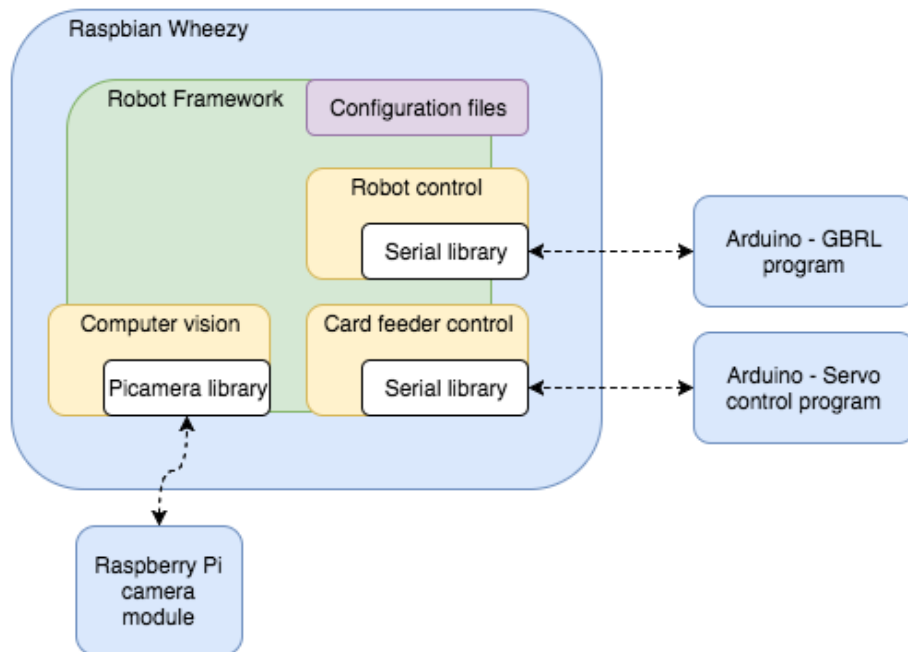 Raspbian Wheezy
Robot Framework
Configuration files
Robot control
Serial library
Arduino - GBRL
program
Computer vision
Picamera library
Card feeder control
Serial library
Arduino - Servo
control program
Raspberry Pi
camera
module